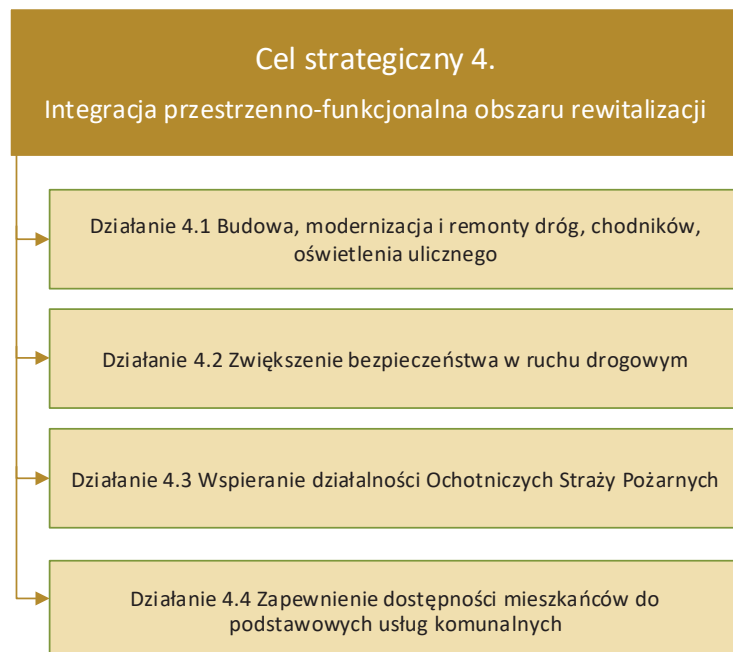 Cel strategiczny 4.
Integracja przestrzenno-funkcjonalna obszaru rewitalizacji
Działanie 4.1 Budowa, modernizacja i remonty dróg, chodników,
oświetlenia ulicznego
Działanie 4.2 Zwiększenie bezpieczeństwa w ruchu drogowym
Działanie 4.3 Wspieranie działalności Ochotniczych Straży Pożarnych
Działanie 4.4 Zapewnienie dostępności mieszkańców do
podstawowych usług komunalnych